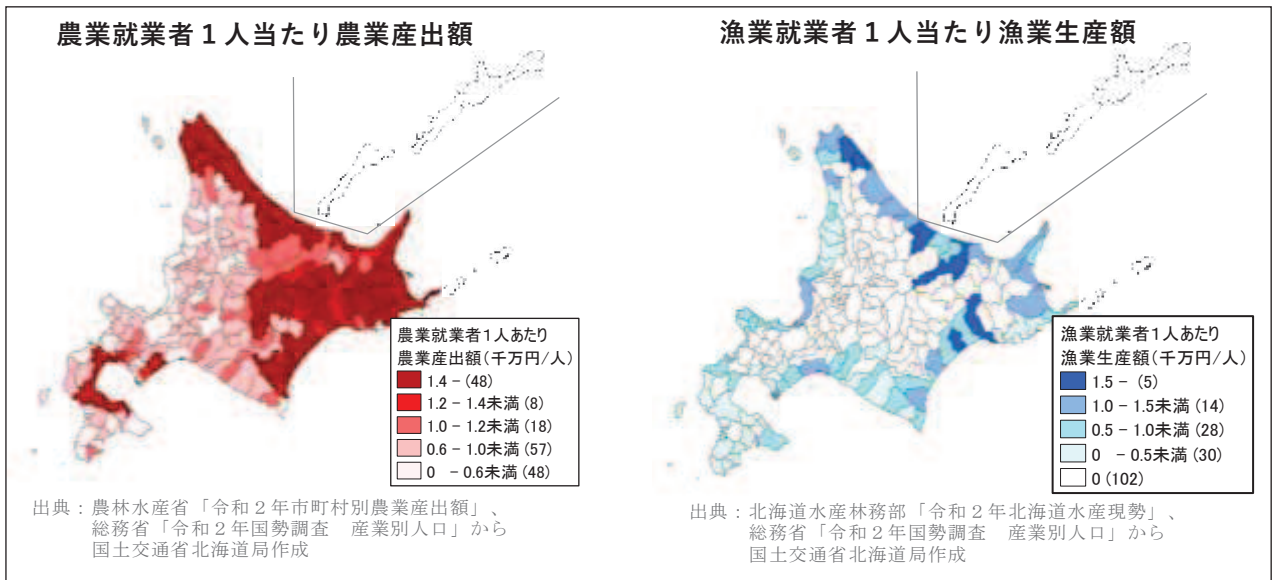 農業就業者１人当たり農業産出額
農業就業者1人あたり
農業産出額(千万円/人)
1.4 – (48)
1.2 – 1.4未満(8)
1.0 – 1.2未満(18)
0.6 – 1.0未満(57)
0 – 0.6未満(48)
出典：農林水産省「令和２年市町村別農業産出額」、
総務省「令和２年国勢調査　産業別人口」から
国土交通省北海道局作成
漁業就業者１人当たり漁業生産額
漁業就業者1人あたり
漁業生産額(千万円/人)
1.5 – (5)
1.0 – 1.5未満(14)
0.5 – 1.0未満(28)
0 – 0.5未満(30)
0 (102)
出典：北海道水産林務部「令和２年北海道水産現勢」、
総務省「令和２年国勢調査　産業別人口」から
国土交通省北海道局作成